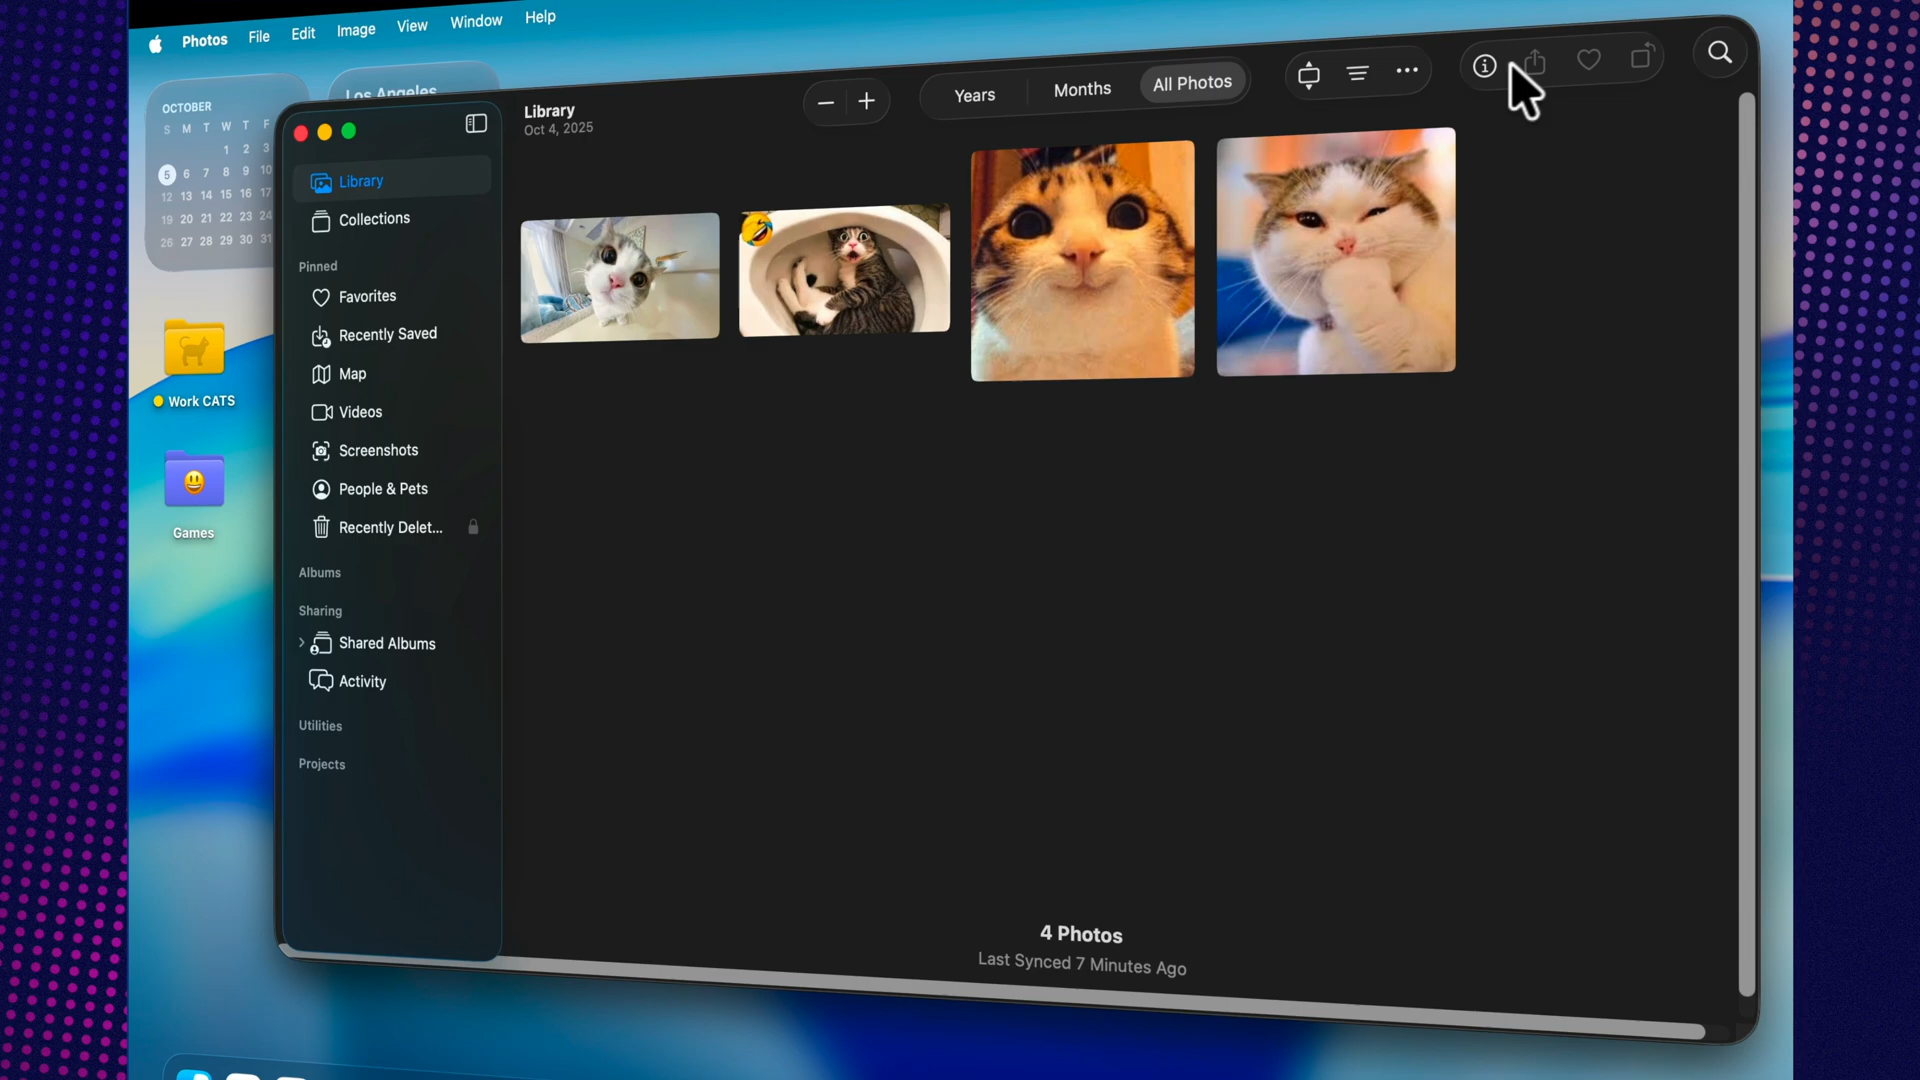 Photos File Edit Image View Window Help
OCTOBER
S M T W T F
1 2 3
5 6 7 8 9 10
12 13 14 15 16 17
19 20 21 22 23 24
26 27 28 29 30 31
Los Angeles
Work CATS
Games
Library
Collections
Pinned
Favorites
Recently Saved
Map
Videos
Screenshots
People & Pets
Recently Delet...
Albums
Sharing
Shared Albums
Activity
Utilities
Projects
Library
Oct 4, 2025
Years Months All Photos
4 Photos
Last Synced 7 Minutes Ago